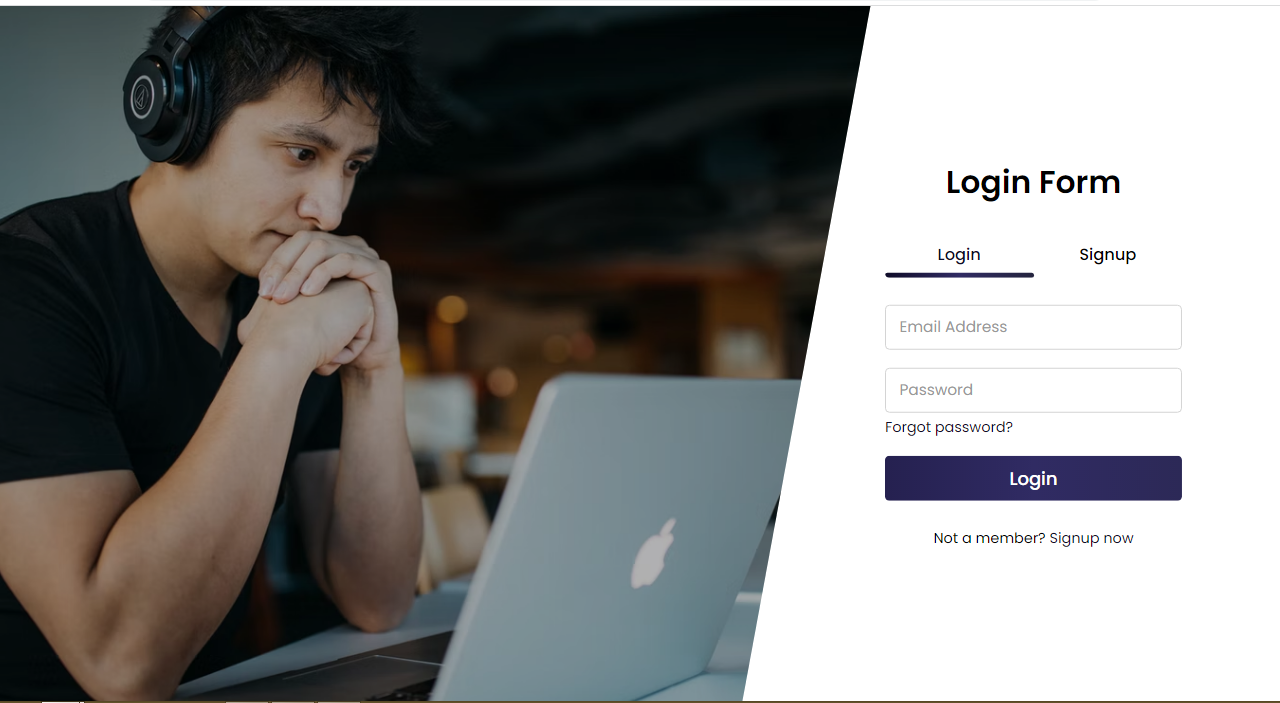 Login Form
Login Signup
Email Address
Password
Forgot password?
Login
Not a member? Signup now